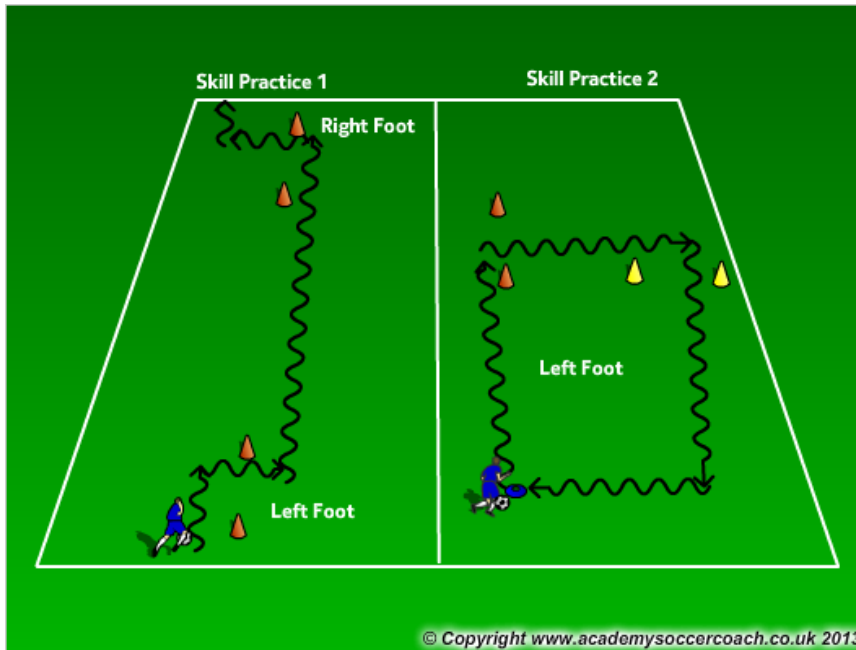 Skill Practice 1
Skill Practice 2
Right Foot
Left Foot
Left Foot
© Copyright www.academysoccercoach.co.uk 2013